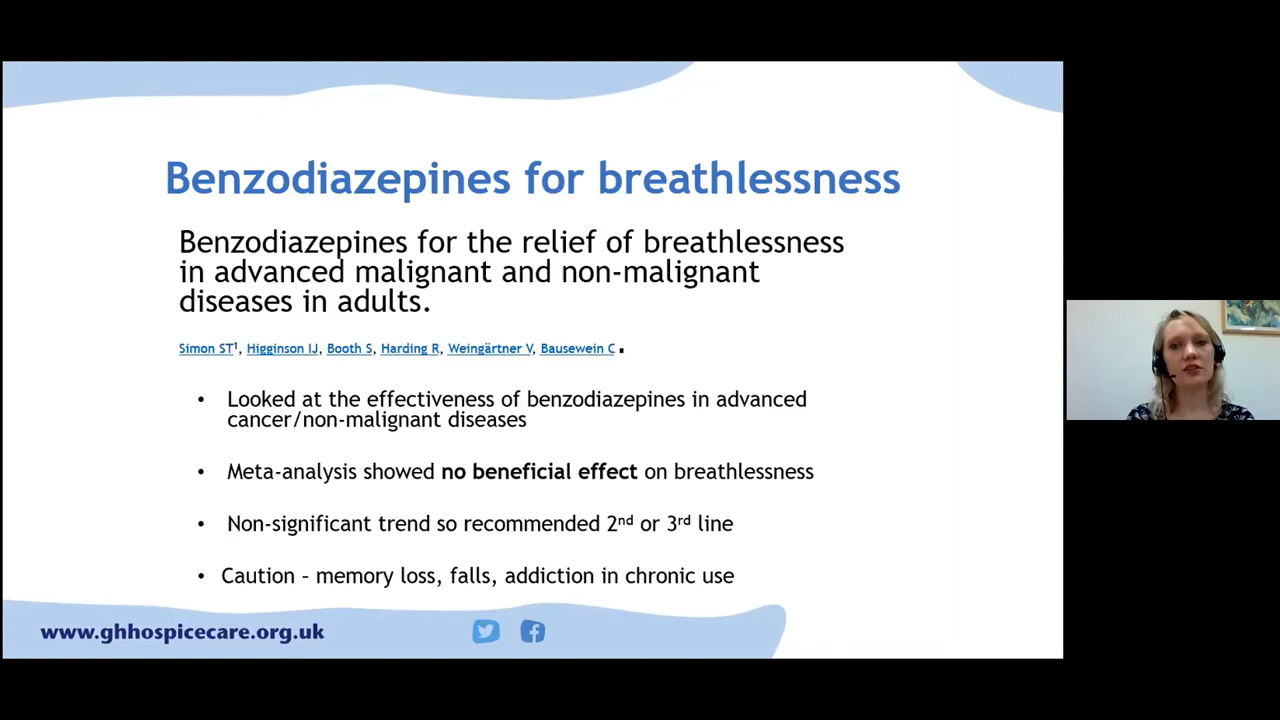 Benzodiazepines for breathlessness
Benzodiazepines for the relief of breathlessness
in advanced malignant and non-malignant
diseases in adults.
Simon ST¹, Higginson IJ, Booth S, Harding R, Weingärtner V, Bausewein C.
• Looked at the effectiveness of benzodiazepines in advanced
cancer/non-malignant diseases
• Meta-analysis showed no beneficial effect on breathlessness
• Non-significant trend so recommended 2nd or 3rd line
• Caution – memory loss, falls, addiction in chronic use
www.ghhospicecare.org.uk